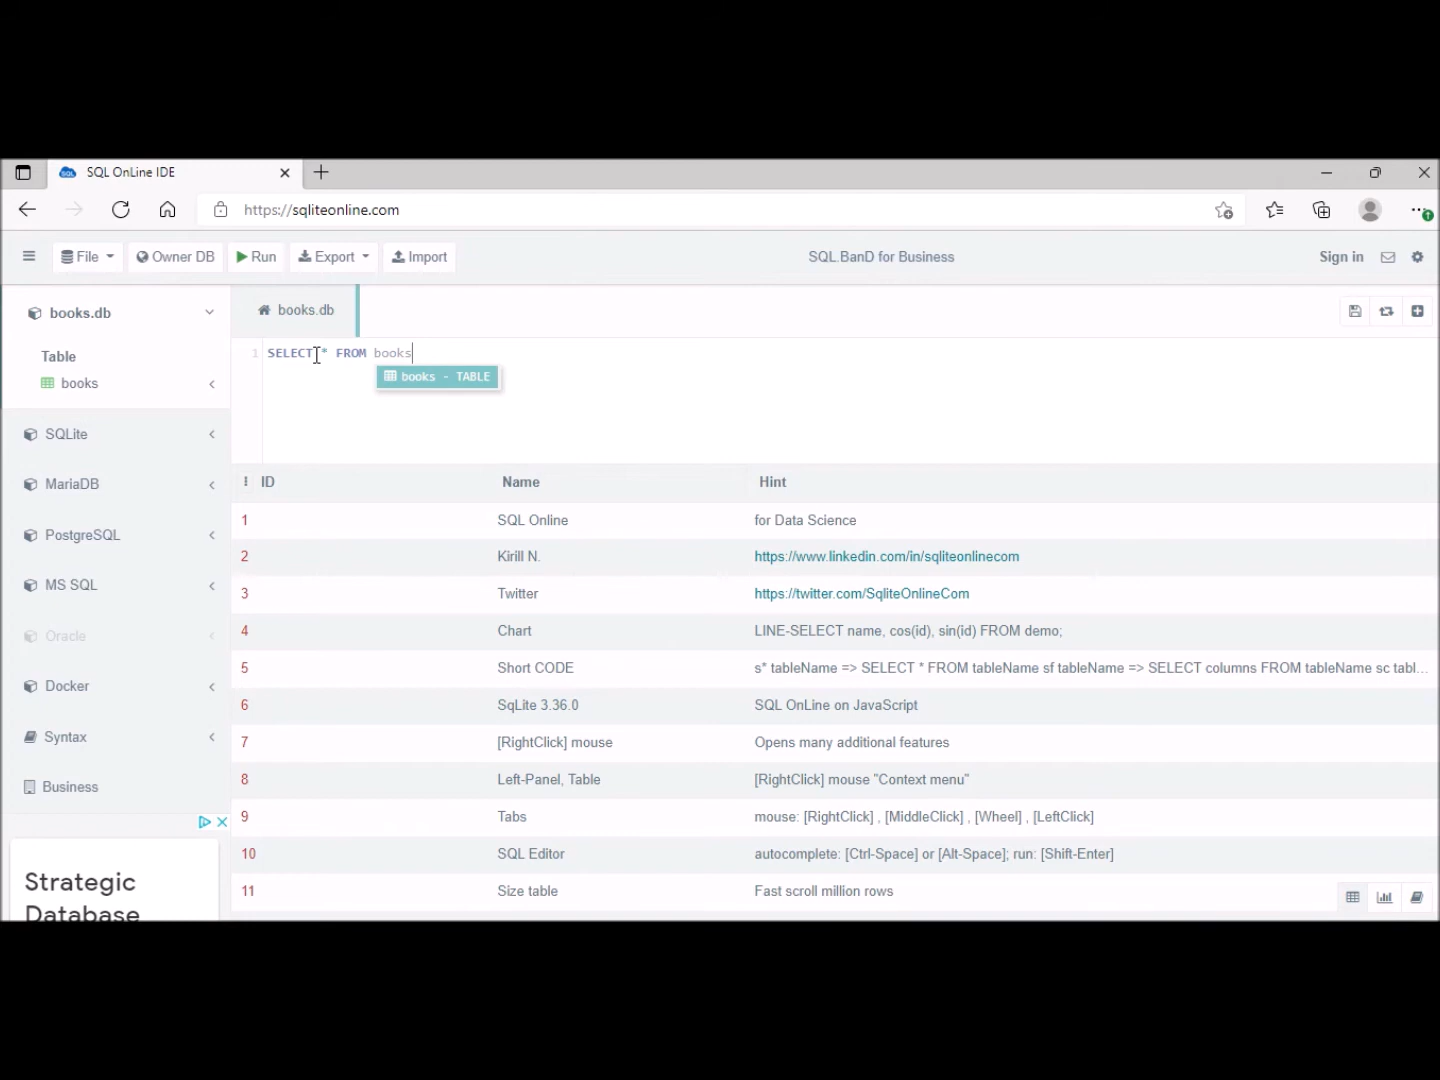 SQL OnLine IDE
https://sqliteonline.com
File
Owner DB
Run
Export
Import
SQL.BanD for Business
Sign in
books.db
Table
books
SQLite
MariaDB
PostgreSQL
MS SQL
Oracle
Docker
Syntax
Business
Strategic
Database
books.db
1 SELECT * FROM books
books - TABLE
ID Name Hint
1 SQL Online for Data Science
2 Kirill N. https://www.linkedin.com/in/sqliteonlinecom
3 Twitter https://twitter.com/SqliteOnlineCom
4 Chart LINE-SELECT name, cos(id), sin(id) FROM demo;
5 Short CODE s* tableName => SELECT * FROM tableName sf tableName => SELECT columns FROM tableName sc tabl...
6 SqLite 3.36.0 SQL OnLine on JavaScript
7 [RightClick] mouse Opens many additional features
8 Left-Panel, Table [RightClick] mouse "Context menu"
9 Tabs mouse: [RightClick] , [MiddleClick] , [Wheel] , [LeftClick]
10 SQL Editor autocomplete: [Ctrl-Space] or [Alt-Space]; run: [Shift-Enter]
11 Size table Fast scroll million rows